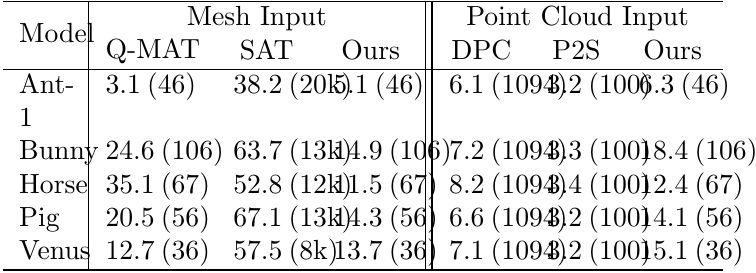 Model Mesh Input Point Cloud Input
Q-MAT SAT Ours DPC P2S Ours
Ant-1 3.1 (46) 38.2 (20k) 5.1 (46) 6.1 (1094) 3.2 (100) 6.3 (46)
Bunny 24.6 (106) 63.7 (13k) 14.9 (106) 7.2 (1094) 3.3 (100) 18.4 (106)
Horse 35.1 (67) 52.8 (12k) 11.5 (67) 8.2 (1094) 3.4 (100) 12.4 (67)
Pig 20.5 (56) 67.1 (13k) 14.3 (56) 6.6 (1094) 3.2 (100) 14.1 (56)
Venus 12.7 (36) 57.5 (8k) 13.7 (36) 7.1 (1094) 3.2 (100) 15.1 (36)